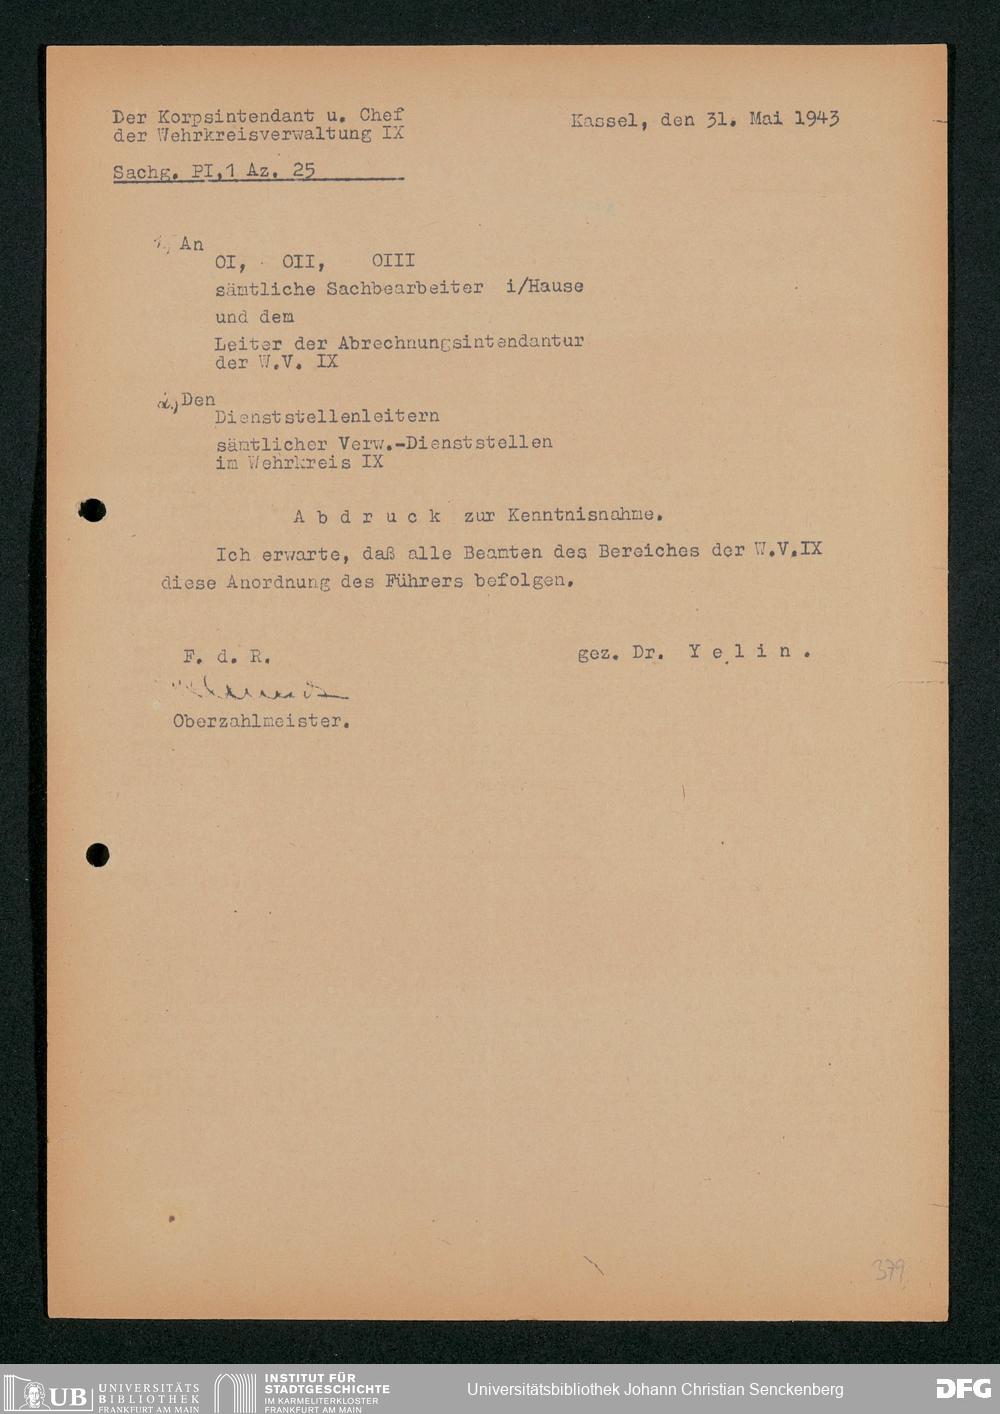 Der Korpsintendant u. Chef
der Wehrkreisverwaltung IX
Kassel, den 31. Mai 1943
Sachg. PI,1 Az. 25
1., An
OI, OII, OIII
sämtliche Sachbearbeiter i/Hause
und dem
Leiter der Abrechnungsintendantur
der W.V. IX
2., Den
Dienststellenleitern
sämtlicher Verw.-Dienststellen
im Wehrkreis IX
A b d r u c k zur Kenntnisnahme.
Ich erwarte, daß alle Beamten des Bereiches der W.V.IX
diese Anordnung des Führers befolgen.
F. d. R.
gez. Dr. Y e l i n .
Oberzahlmeister.
379
UB UNIVERSITÄTS
BIBLIOTHEK
FRANKFURT AM MAIN
INSTITUT FÜR
STADTGESCHICHTE
IM KARMELITERKLOSTER
FRANKFURT AM MAIN
Universitätsbibliothek Johann Christian Senckenberg
DFG